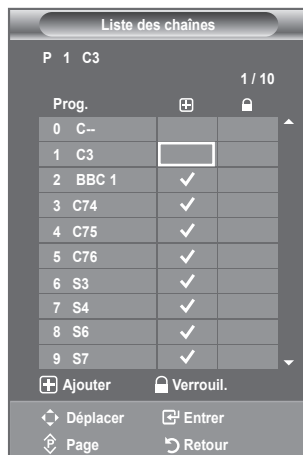 Liste des chaînes
P 1 C3
1 / 10
Prog.
0 C--
1 C3
2 BBC 1
3 C74
4 C75
5 C76
6 S3
7 S4
8 S6
9 S7
Ajouter Verrouil.
Déplacer Entrer
P Page Retour